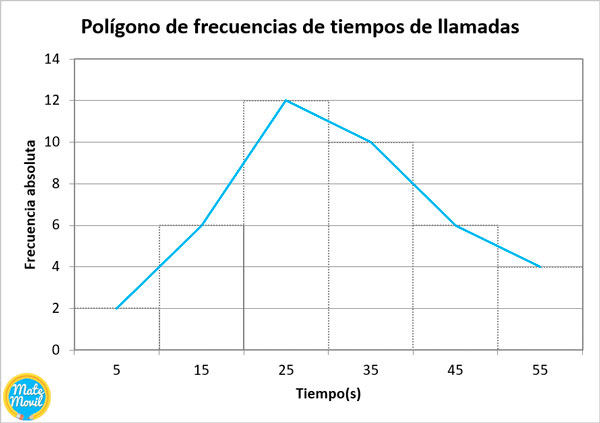 Polígono de frecuencias de tiempos de llamadas
14
12
10
8
6
4
2
0
Frecuencia absoluta
5 15 25 35 45 55
Tiempo(s)
Mate
Movil